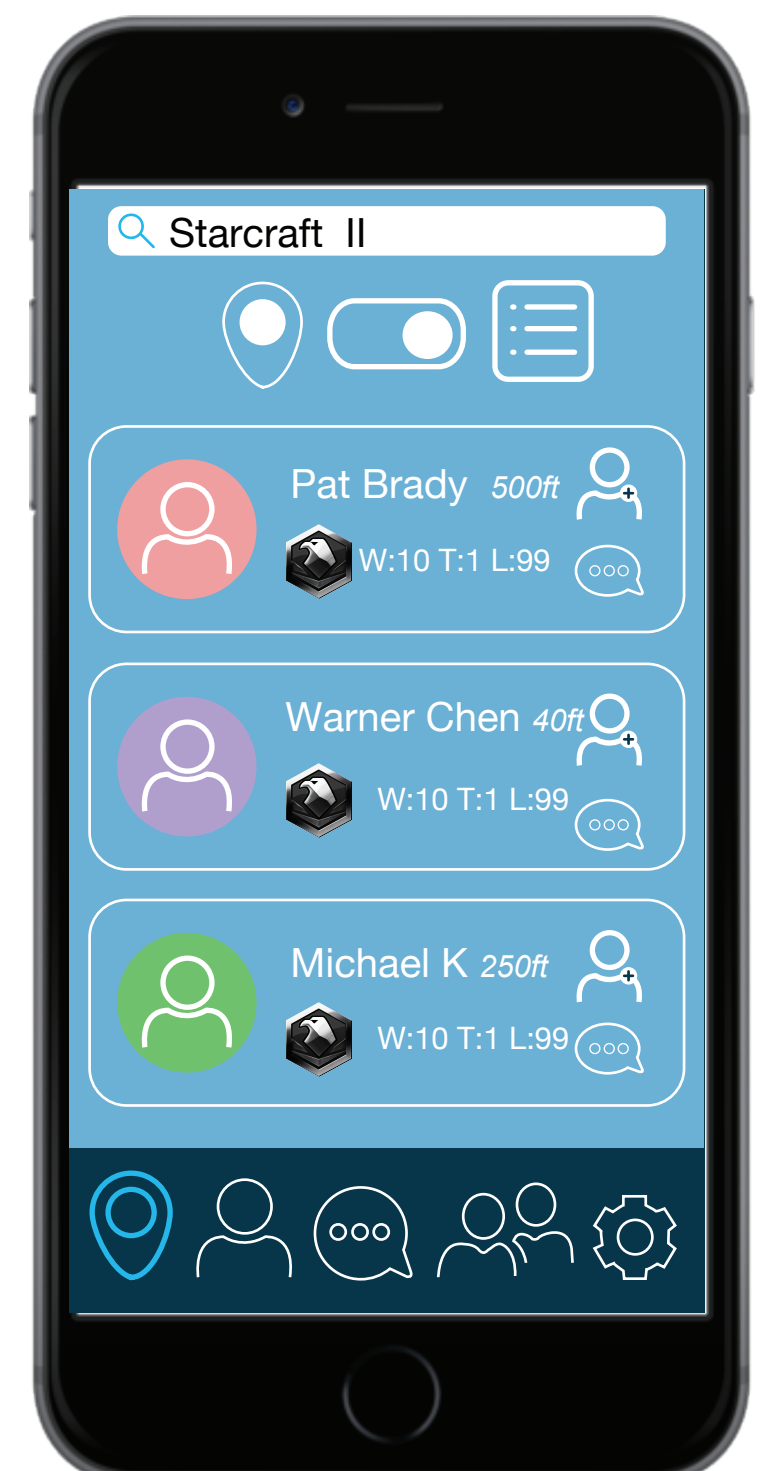 Starcraft II
Pat Brady 500ft
W:10 T:1 L:99
Warner Chen 40ft
W:10 T:1 L:99
Michael K 250ft
W:10 T:1 L:99